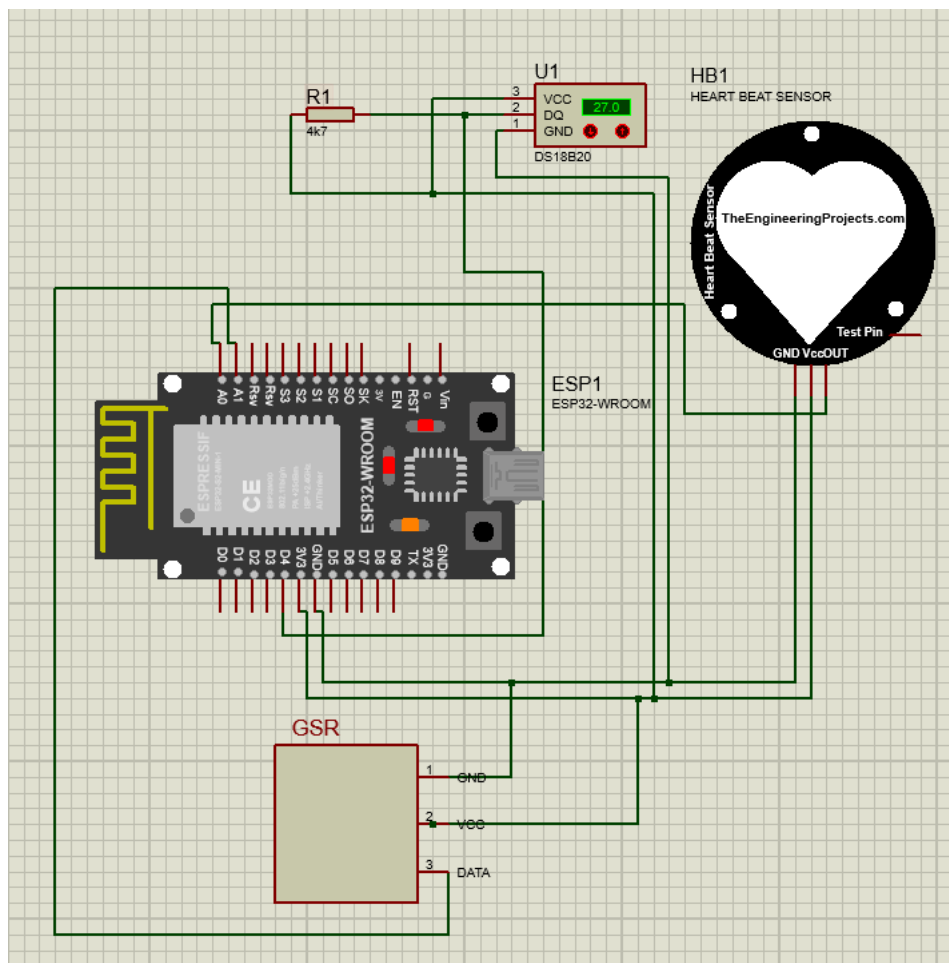 U1
R1
4k7
3 VCC
2 DQ
1 GND
27.0
DS18B20
HB1
HEART BEAT SENSOR
Heart Beat Sensor
TheEngineeringProjects.com
Test Pin
GND Vcc OUT
ESP1
ESP32-WROOM
A0 A1 Rsv Rsv S3 S2 S1 SC SO SK 3V EN RST G Vin
ESPRESSIF
CE
ESP32-WROOM
D0 D1 D2 D3 D4 3V3 GND D5 D6 D7 D8 D9 TX 3V3 GND
GSR
1 GND
2 VCC
3 DATA